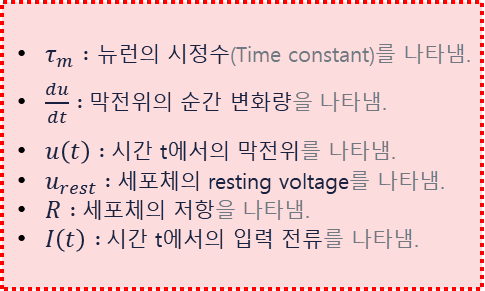 • τₘ : 뉴런의 시정수(Time constant)를 나타냄.
• du/dt : 막전위의 순간 변화량을 나타냄.
• u(t) : 시간 t에서의 막전위를 나타냄.
• uᵣₑₛₜ : 세포체의 resting voltage를 나타냄.
• R : 세포체의 저항을 나타냄.
• I(t) : 시간 t에서의 입력 전류를 나타냄.